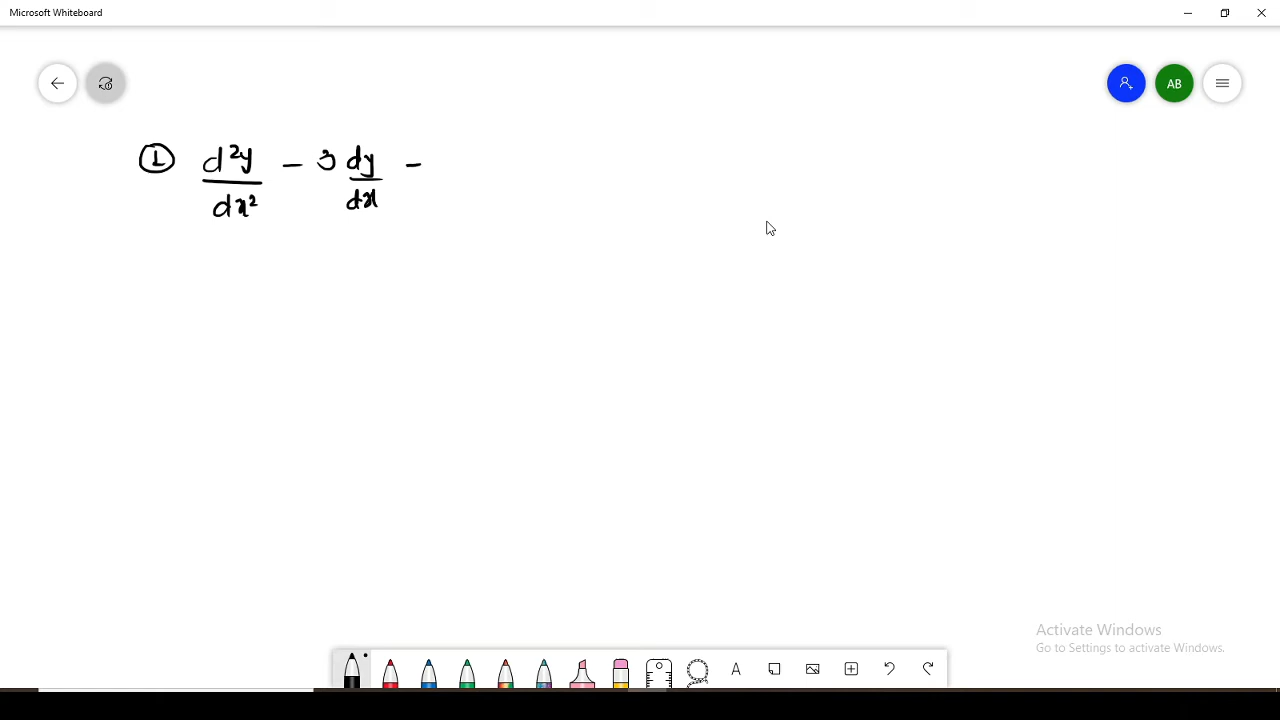 Microsoft Whiteboard
AB
① d²y/dx² - 3 dy/dx -
Activate Windows
Go to Settings to activate Windows.
A